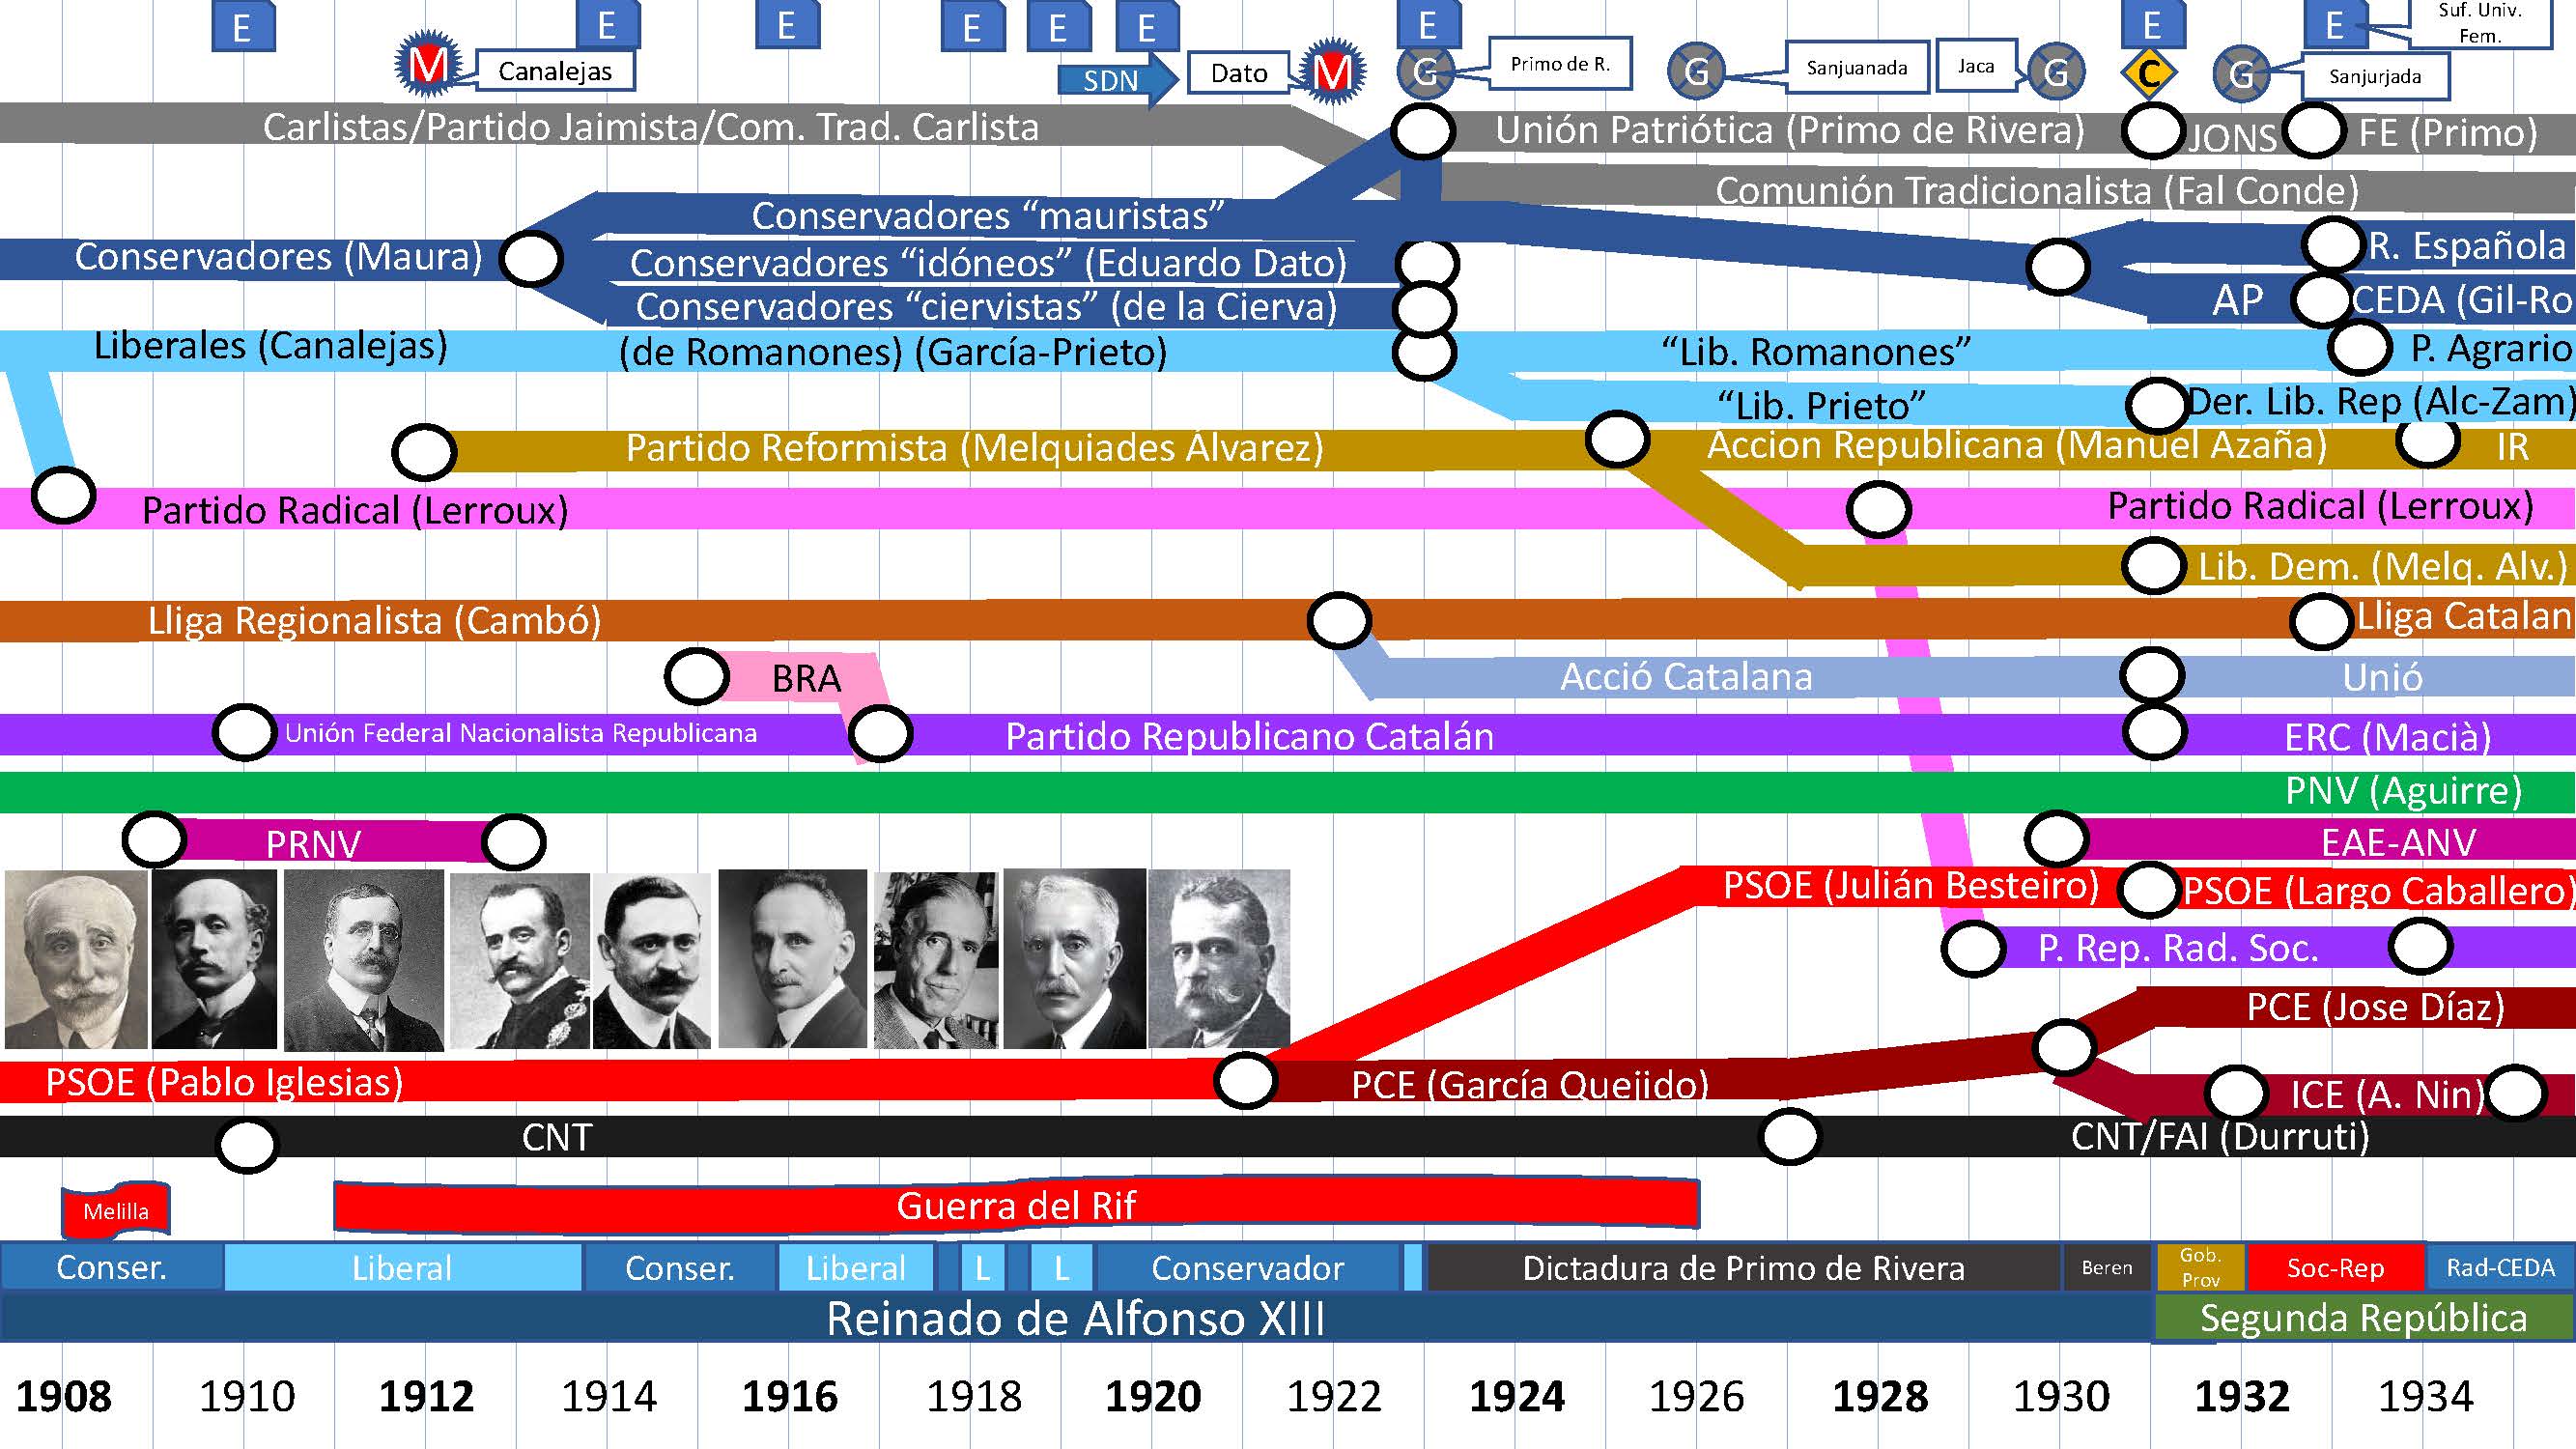 E E E E E E E E E
Suf. Univ.
Fem.
M Canalejas
SDN
Dato M
G Primo de R.
G Sanjuanada
Jaca G
C
G Sanjurjada
Carlistas/Partido Jaimista/Com. Trad. Carlista
Unión Patriótica (Primo de Rivera)
JONS
FE (Primo)
Comunión Tradicionalista (Fal Conde)
Conservadores “mauristas”
Conservadores (Maura)
Conservadores “idóneos” (Eduardo Dato)
R. Española
Conservadores “ciervistas” (de la Cierva)
AP
CEDA (Gil-Ro
Liberales (Canalejas)
(de Romanones) (García-Prieto)
“Lib. Romanones”
P. Agrario
“Lib. Prieto”
Der. Lib. Rep (Alc-Zam)
Partido Reformista (Melquiades Álvarez)
Accion Republicana (Manuel Azaña)
IR
Partido Radical (Lerroux)
Partido Radical (Lerroux)
Lib. Dem. (Melq. Alv.)
Lliga Regionalista (Cambó)
Lliga Catalan
BRA
Acció Catalana
Unió
Unión Federal Nacionalista Republicana
Partido Republicano Catalán
ERC (Macià)
PNV (Aguirre)
PRNV
EAE-ANV
PSOE (Julián Besteiro)
PSOE (Largo Caballero)
P. Rep. Rad. Soc.
PCE (Jose Díaz)
PSOE (Pablo Iglesias)
PCE (García Quejido)
ICE (A. Nin)
CNT
CNT/FAI (Durruti)
Melilla
Guerra del Rif
Conser.
Liberal
Conser.
Liberal
L
L
Conservador
Dictadura de Primo de Rivera
Beren
Gob.
Prov
Soc-Rep
Rad-CEDA
Reinado de Alfonso XIII
Segunda República
1908 1910 1912 1914 1916 1918 1920 1922 1924 1926 1928 1930 1932 1934